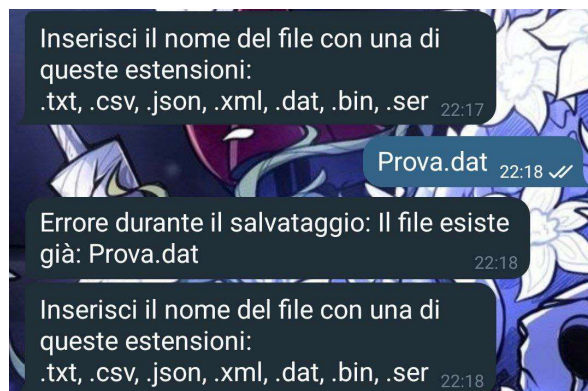 Inserisci il nome del file con una di
queste estensioni:
.txt, .csv, .json, .xml, .dat, .bin, .ser 22:17
Prova.dat 22:18
Errore durante il salvataggio: Il file esiste
già: Prova.dat 22:18
Inserisci il nome del file con una di
queste estensioni:
.txt, .csv, .json, .xml, .dat, .bin, .ser 22:18